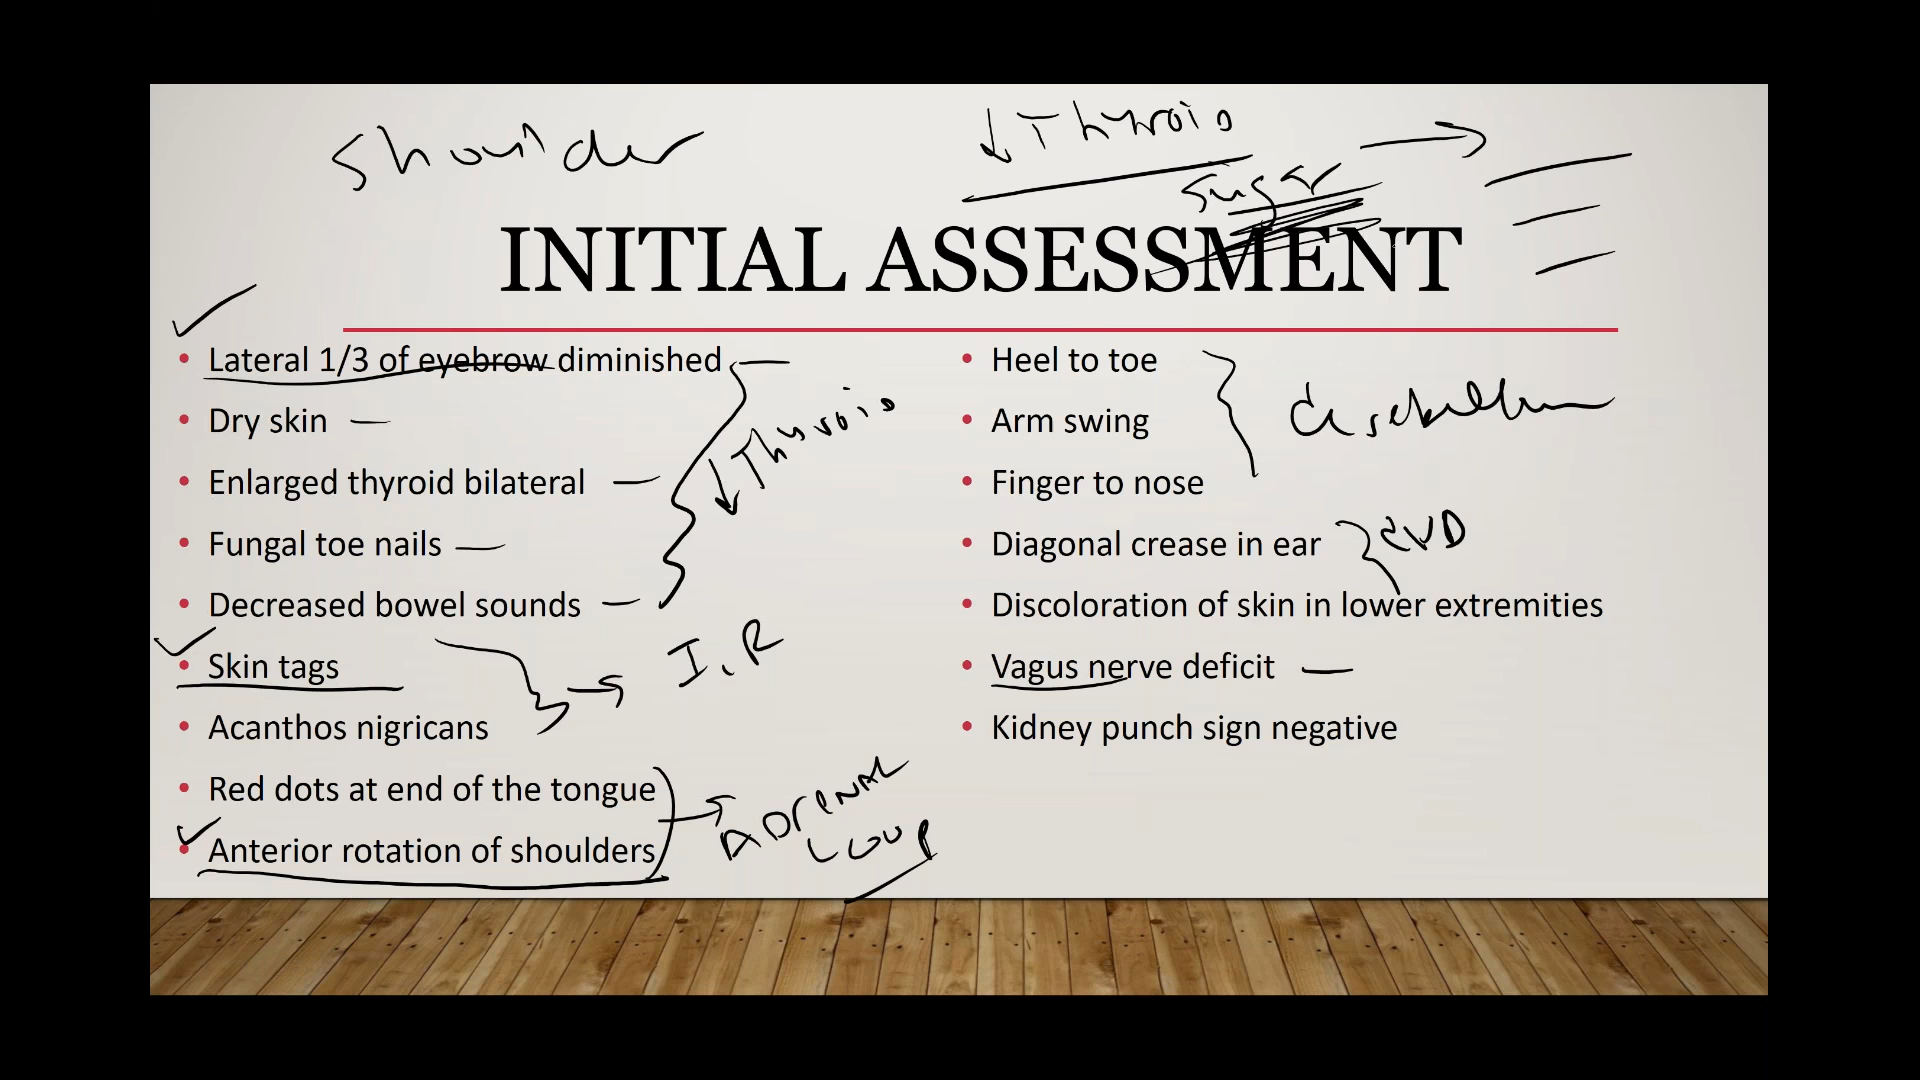 Shoulder
↓ Thyroid
Sugar →
INITIAL ASSESSMENT
• Lateral 1/3 of eyebrow diminished
• Dry skin
• Enlarged thyroid bilateral
• Fungal toe nails
• Decreased bowel sounds
↓ Thyroid
• Skin tags
• Acanthos nigricans
→ I.R
• Red dots at end of the tongue
• Anterior rotation of shoulders
→ ADrENAL
• Heel to toe
• Arm swing
• Finger to nose
• Diagonal crease in ear
CVD
• Discoloration of skin in lower extremities
• Vagus nerve deficit
• Kidney punch sign negative